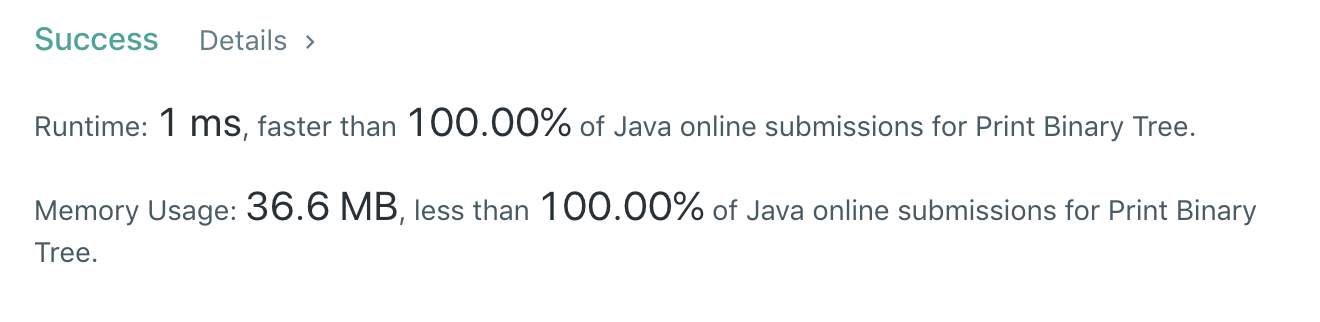 Success Details >
Runtime: 1 ms, faster than 100.00% of Java online submissions for Print Binary Tree.
Memory Usage: 36.6 MB, less than 100.00% of Java online submissions for Print Binary
Tree.